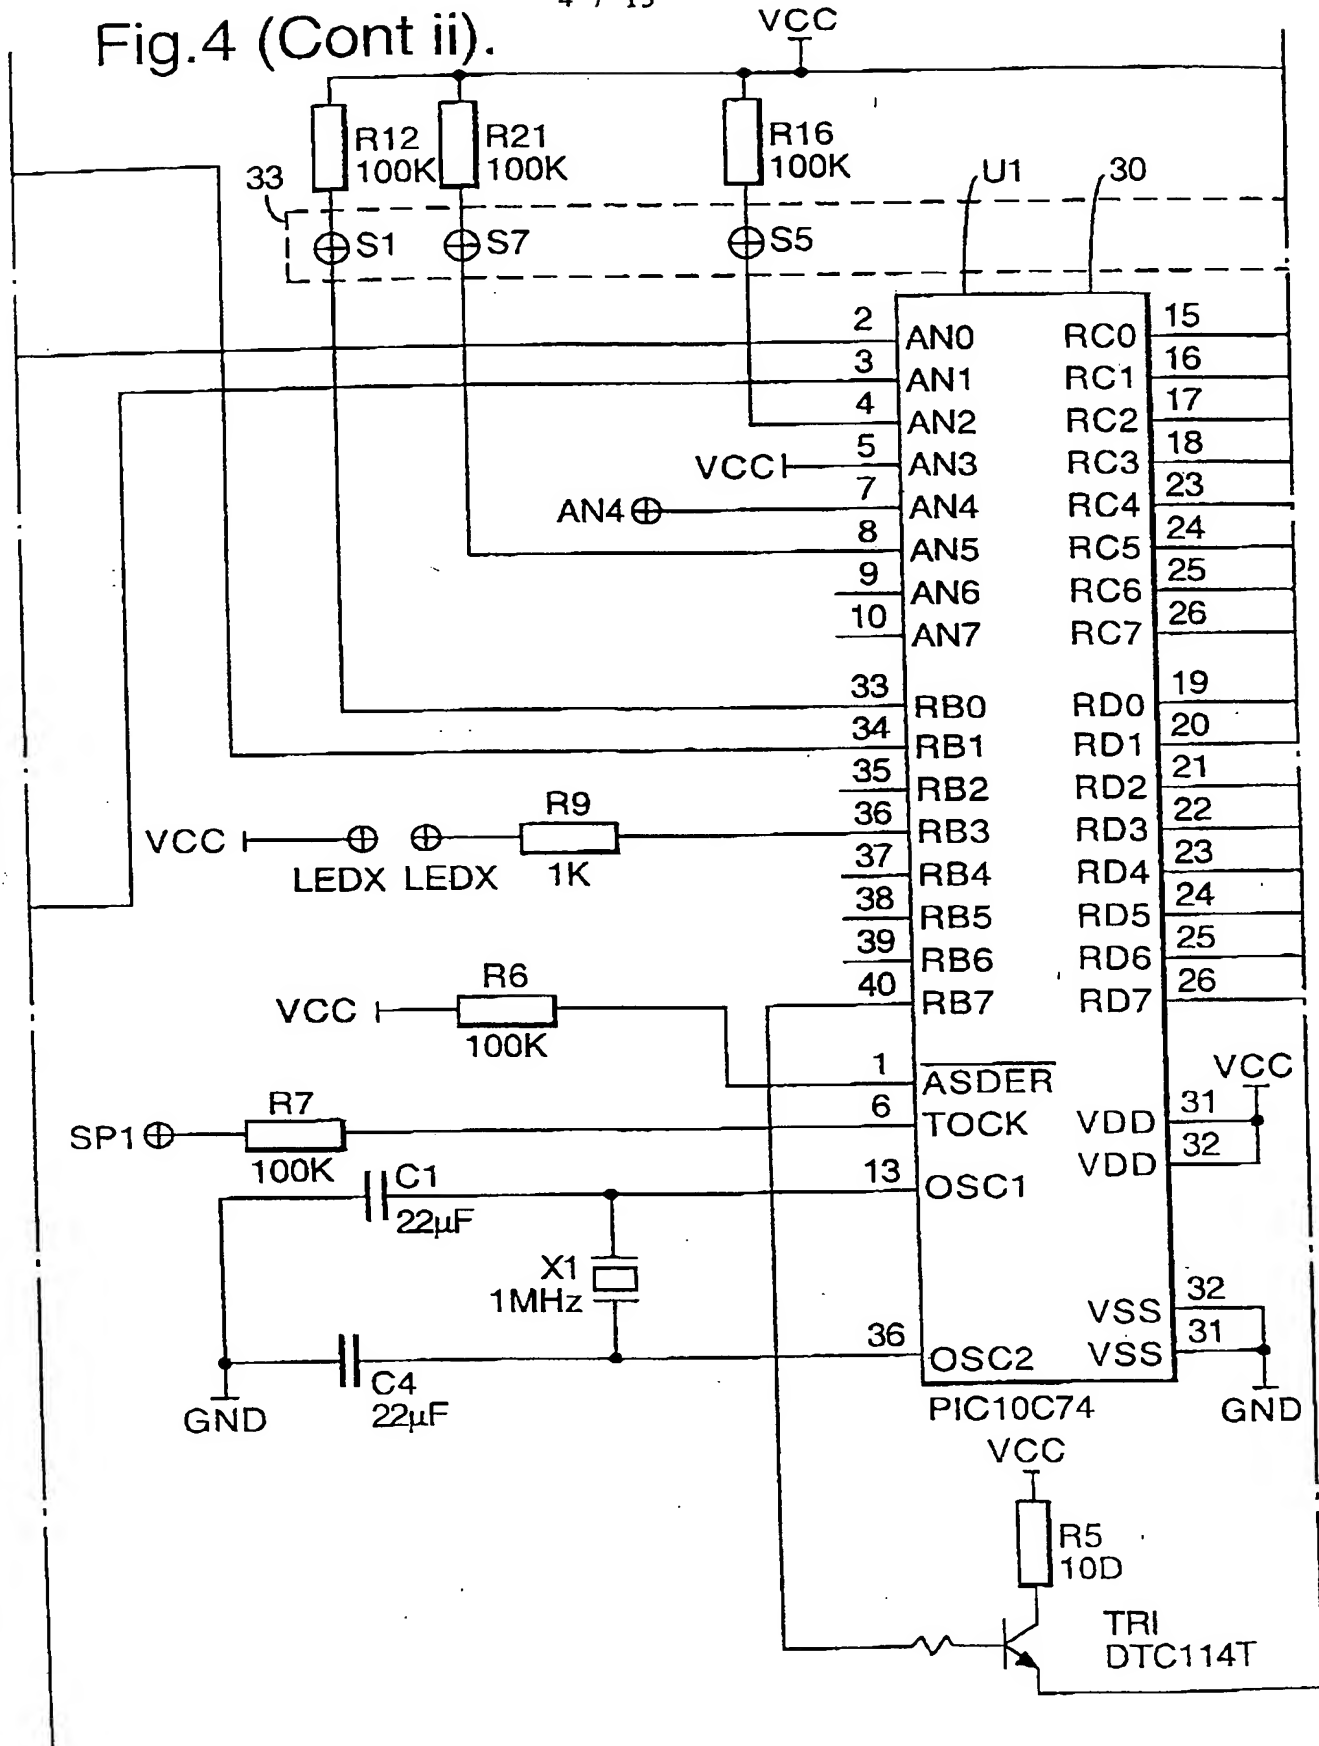 4 / 15
Fig.4 (Cont ii).
VCC
R12
100K
R21
100K
R16
100K
33
U1
30
S1
S7
S5
2
AN0
RC0
15
3
AN1
RC1
16
4
AN2
RC2
17
VCC
5
AN3
RC3
18
AN4
7
AN4
RC4
23
8
AN5
RC5
24
9
AN6
RC6
25
10
AN7
RC7
26
33
RB0
RD0
19
34
RB1
RD1
20
35
RB2
RD2
21
VCC
LEDX
LEDX
R9
1K
36
RB3
RD3
22
37
RB4
RD4
23
38
RB5
RD5
24
39
RB6
RD6
25
40
RB7
RD7
26
VCC
R6
100K
1
ASDER
VCC
SP1
R7
100K
6
TOCK
VDD
31
VDD
32
C1
22µF
13
OSC1
X1
1MHz
VSS
32
C4
22µF
36
OSC2
VSS
31
GND
GND
PIC10C74
VCC
R5
10D
TRI
DTC114T